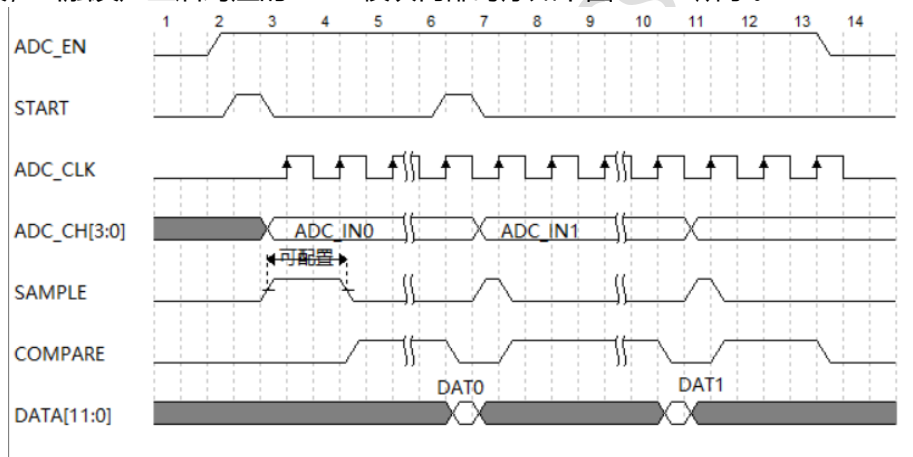 1 2 3 4 5 6 7 8 9 10 11 12 13 14
ADC_EN
START
ADC_CLK
ADC_CH[3:0] ADC_IN0 ADC_IN1
可配置
SAMPLE
COMPARE
DAT0 DAT1
DATA[11:0]